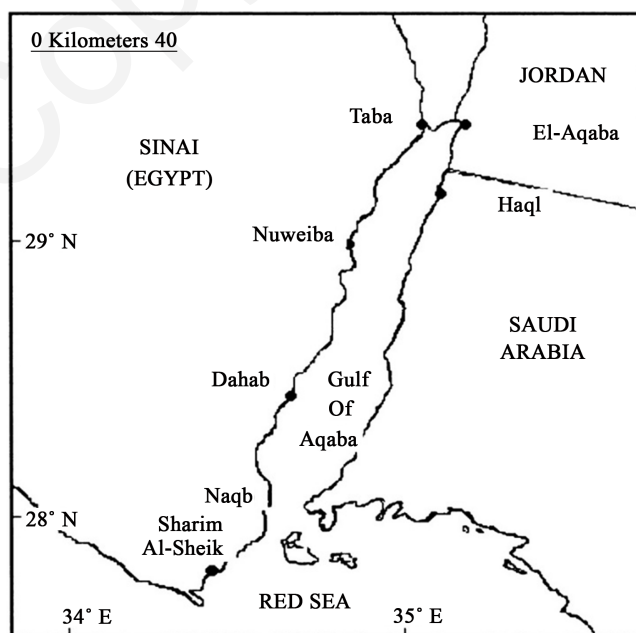 0 Kilometers 40
JORDAN
Taba
El-Aqaba
SINAI
(EGYPT)
Haql
Nuweiba
29° N
SAUDI
ARABIA
Dahab
Gulf
Of
Aqaba
Naqb
28° N
Sharim
Al-Sheik
RED SEA
34° E
35° E